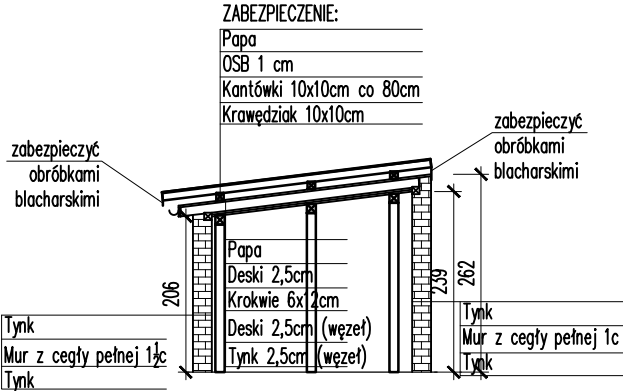 ZABEZPIECZENIE:
Papa
OSB 1 cm
Kantówki 10x10cm co 80cm
Krawędziak 10x10cm
zabezpieczyć
obróbkami
blacharskimi
zabezpieczyć
obróbkami
blacharskimi
Papa
Deski 2,5cm
Krokwie 6x12cm
Deski 2,5cm (węzeł)
Tynk 2,5cm (węzeł)
206
239
262
Tynk
Mur z cegły pełnej 1½c
Tynk
Tynk
Mur z cegły pełnej 1c
Tynk